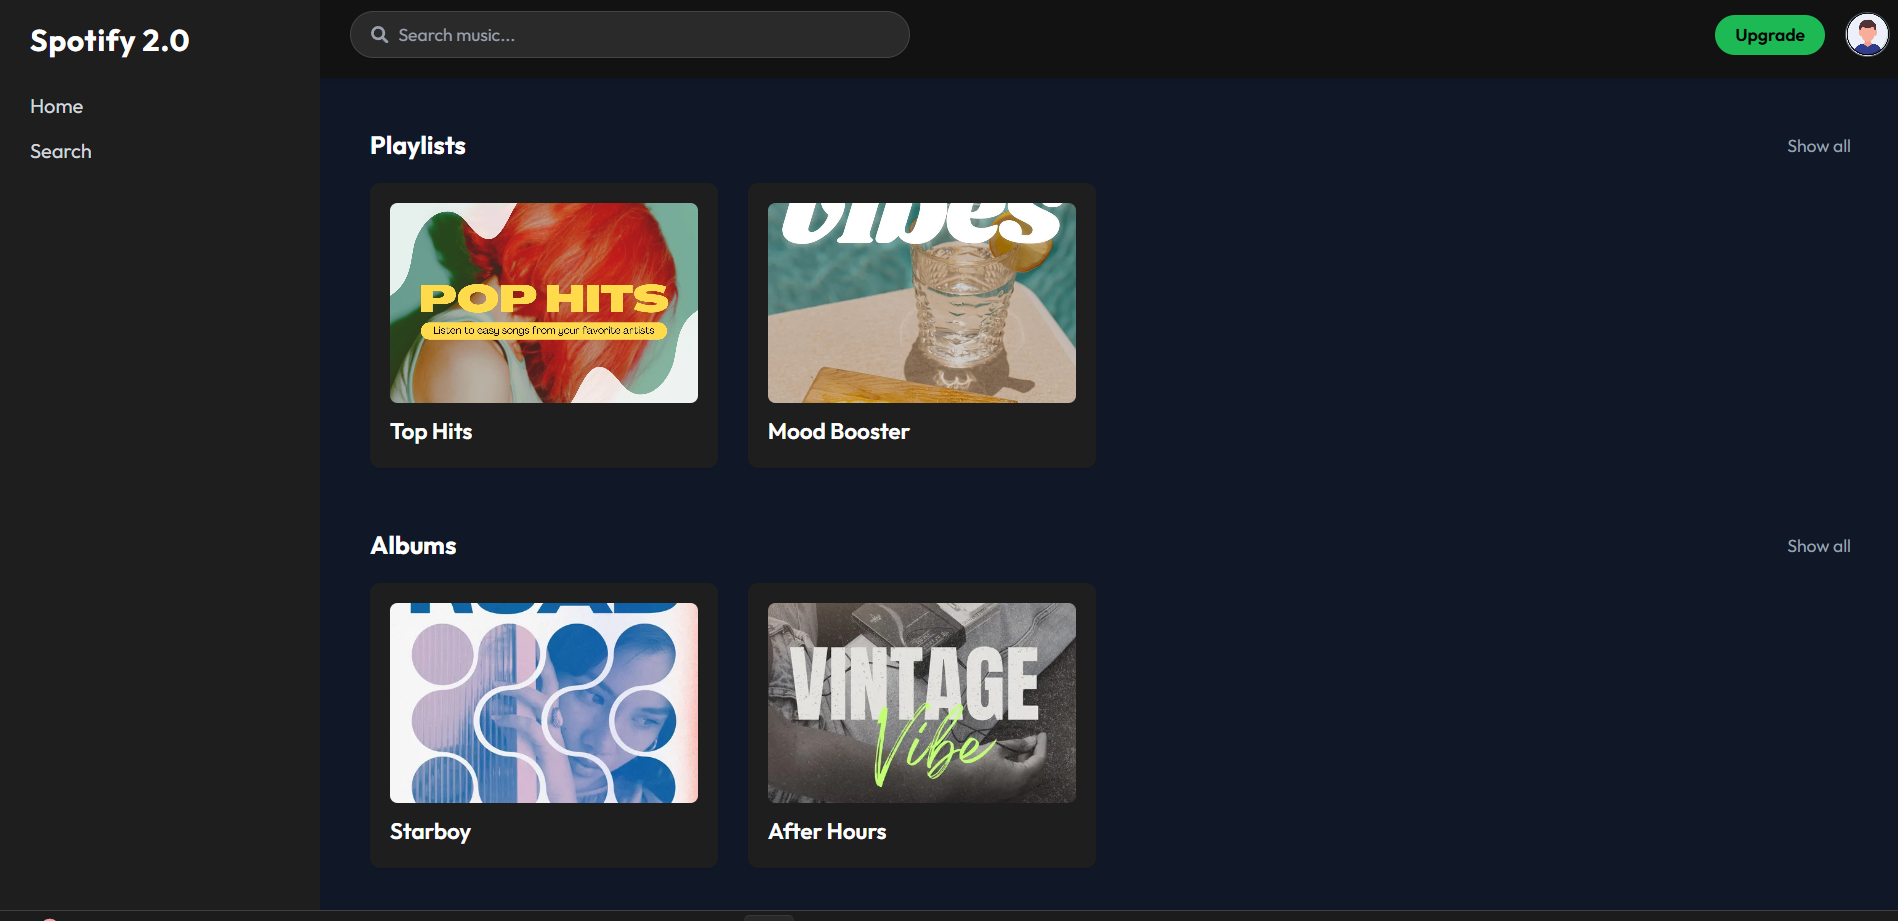 Spotify 2.0
Search music...
Upgrade
Home
Search
Playlists
Show all
vibes
POP HITS
Listen to easy songs from your favorite artists
Top Hits
Mood Booster
Albums
Show all
ROAD
VINTAGE
Vibe
Starboy
After Hours